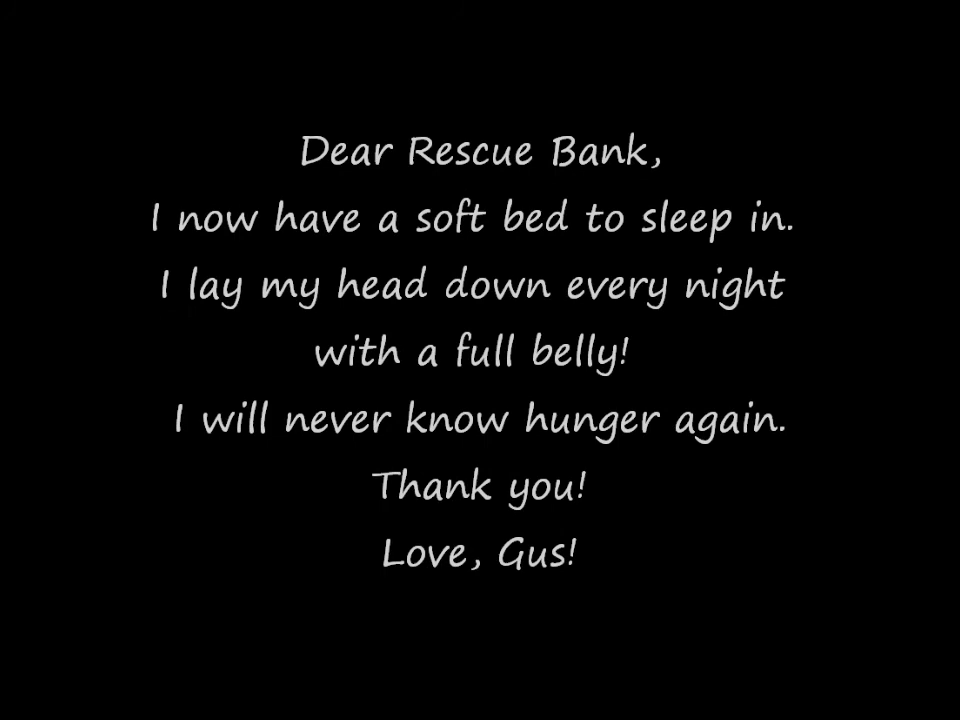 Dear Rescue Bank,
I now have a soft bed to sleep in.
I lay my head down every night
with a full belly!
I will never know hunger again.
Thank you!
Love, Gus!